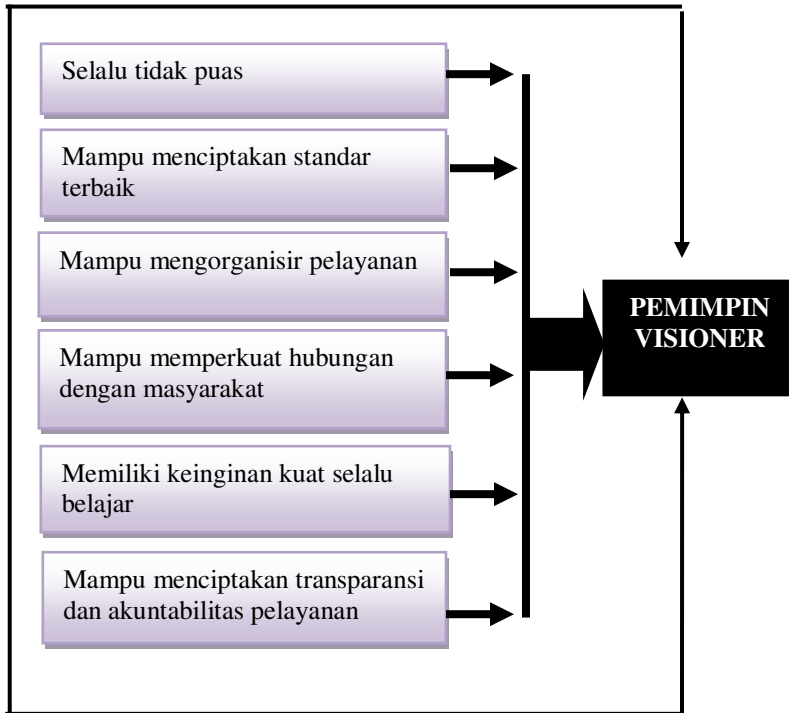 Selalu tidak puas
Mampu menciptakan standar
terbaik
Mampu mengorganisir pelayanan
Mampu memperkuat hubungan
dengan masyarakat
Memiliki keinginan kuat selalu
belajar
Mampu menciptakan transparansi
dan akuntabilitas pelayanan
PEMIMPIN
VISIONER